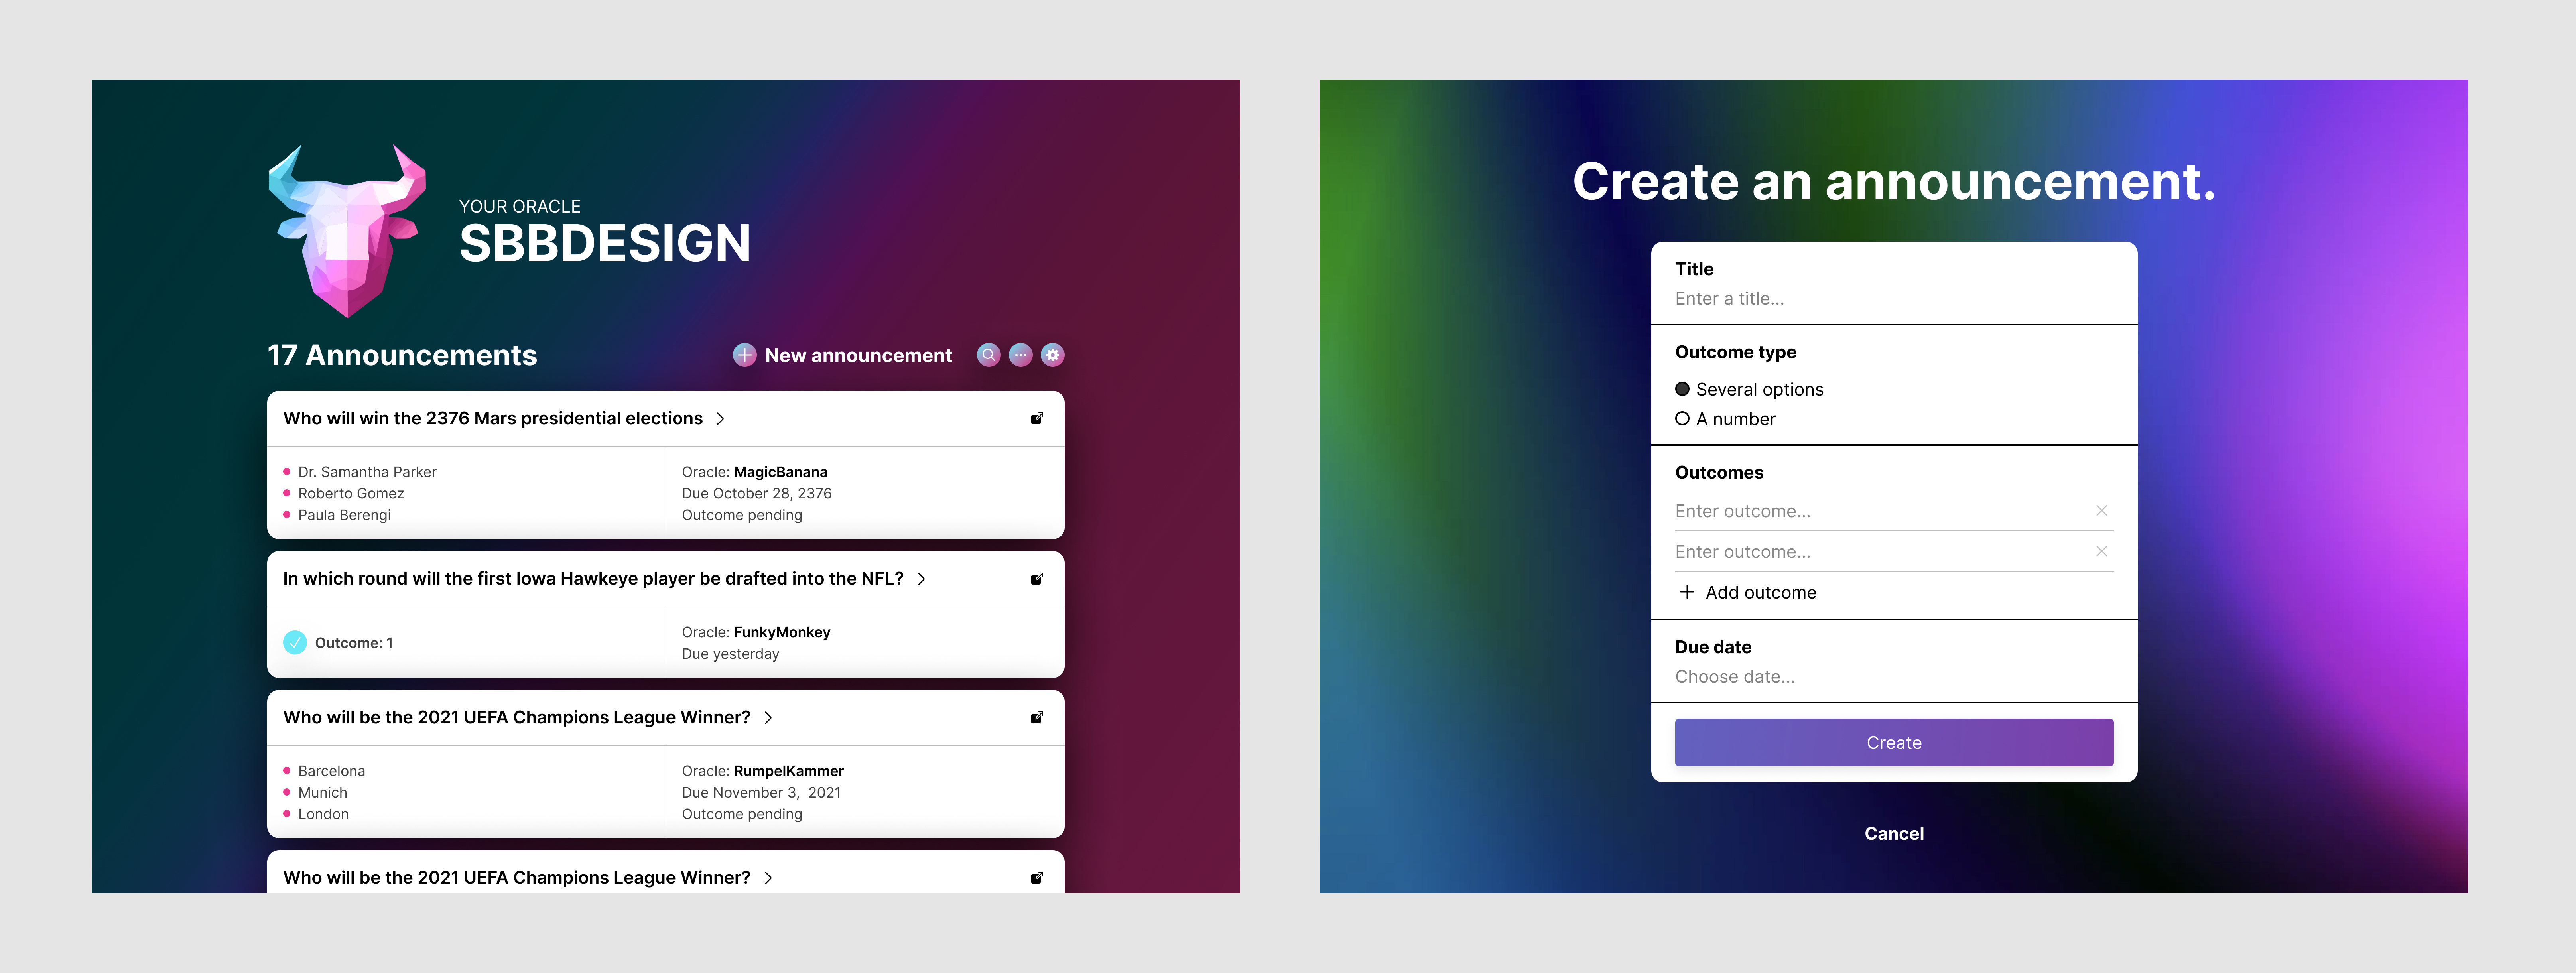 YOUR ORACLE
SBBDESIGN
17 Announcements
New announcement
Who will win the 2376 Mars presidential elections
Dr. Samantha Parker
Roberto Gomez
Paula Berengi
Oracle: MagicBanana
Due October 28, 2376
Outcome pending
In which round will the first Iowa Hawkeye player be drafted into the NFL?
Outcome: 1
Oracle: FunkyMonkey
Due yesterday
Who will be the 2021 UEFA Champions League Winner?
Barcelona
Munich
London
Oracle: RumpelKammer
Due November 3,  2021
Outcome pending
Who will be the 2021 UEFA Champions League Winner?
Create an announcement.
Title
Enter a title...
Outcome type
Several options
A number
Outcomes
Enter outcome...
Enter outcome...
Add outcome
Due date
Choose date...
Create
Cancel